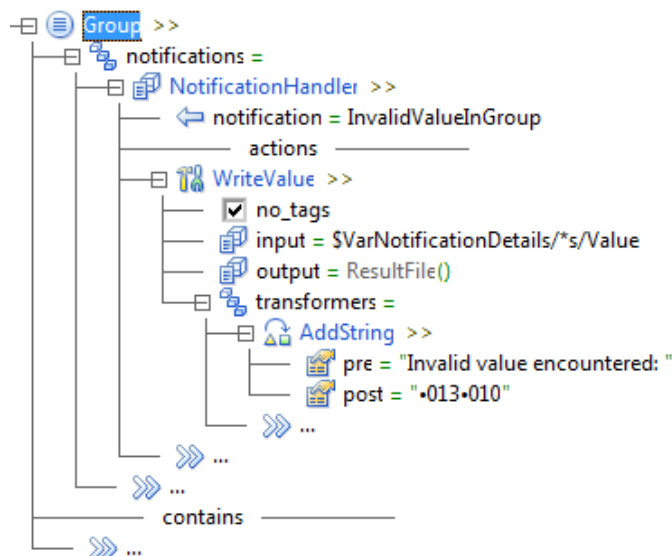 Group >>
notifications =
NotificationHandler >>
notification = InvalidValueInGroup
actions
WriteValue >>
no_tags
input = $VarNotificationDetails/*s/Value
output = ResultFile()
transformers =
AddString >>
pre = "Invalid value encountered: "
post = "•013•010"
...
...
...
contains
...